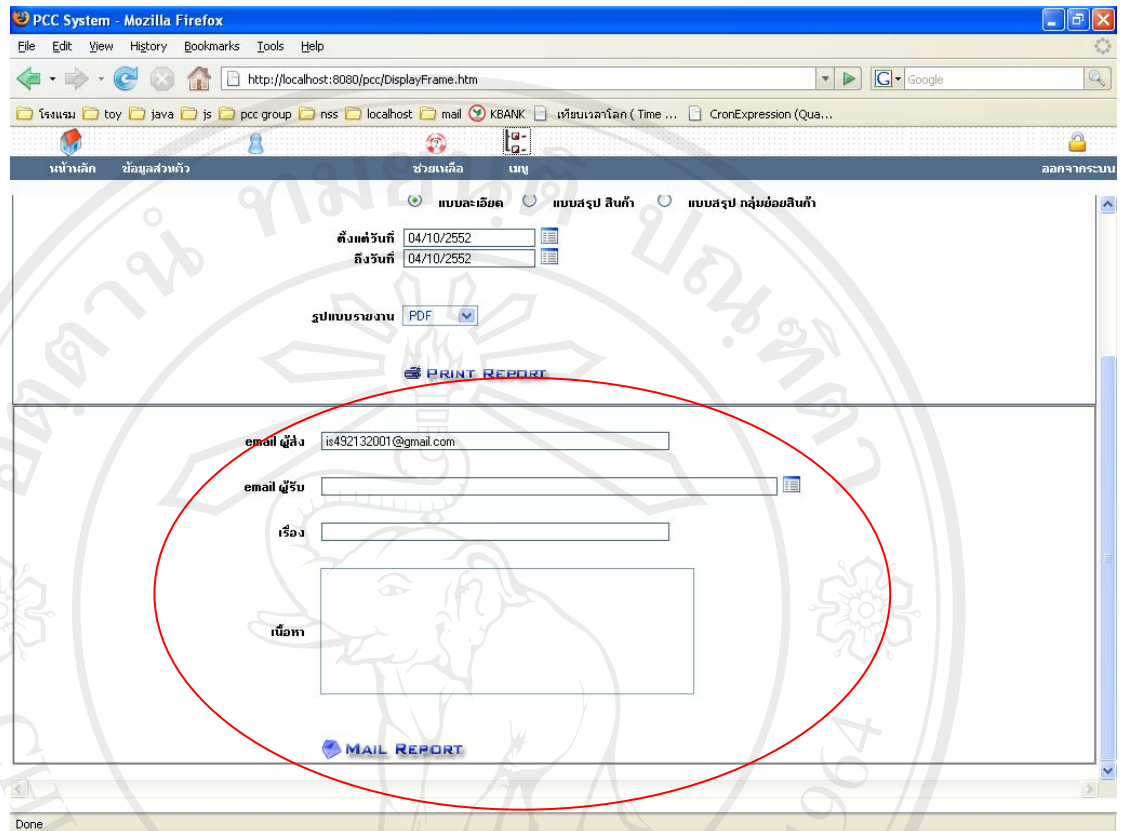 PCC System - Mozilla Firefox
File Edit View History Bookmarks Tools Help
http://localhost:8080/pcc/DisplayFrame.htm
Google
โรงแรม toy java js pcc group nss localhost mail KBANK เทียบเวลาโลก ( Time ... CronExpression (Qua...
หน้าหลัก ข้อมูลส่วนตัว ช่วยเหลือ เมนู ออกจากระบบ
แบบละเอียด แบบสรุป สินค้า แบบสรุป กลุ่มย่อยสินค้า
ตั้งแต่วันที่ 04/10/2552
ถึงวันที่ 04/10/2552
รูปแบบรายงาน PDF
PRINT REPORT
email ผู้ส่ง is492132001@gmail.com
email ผู้รับ
เรื่อง
เนื้อหา
MAIL REPORT
Done